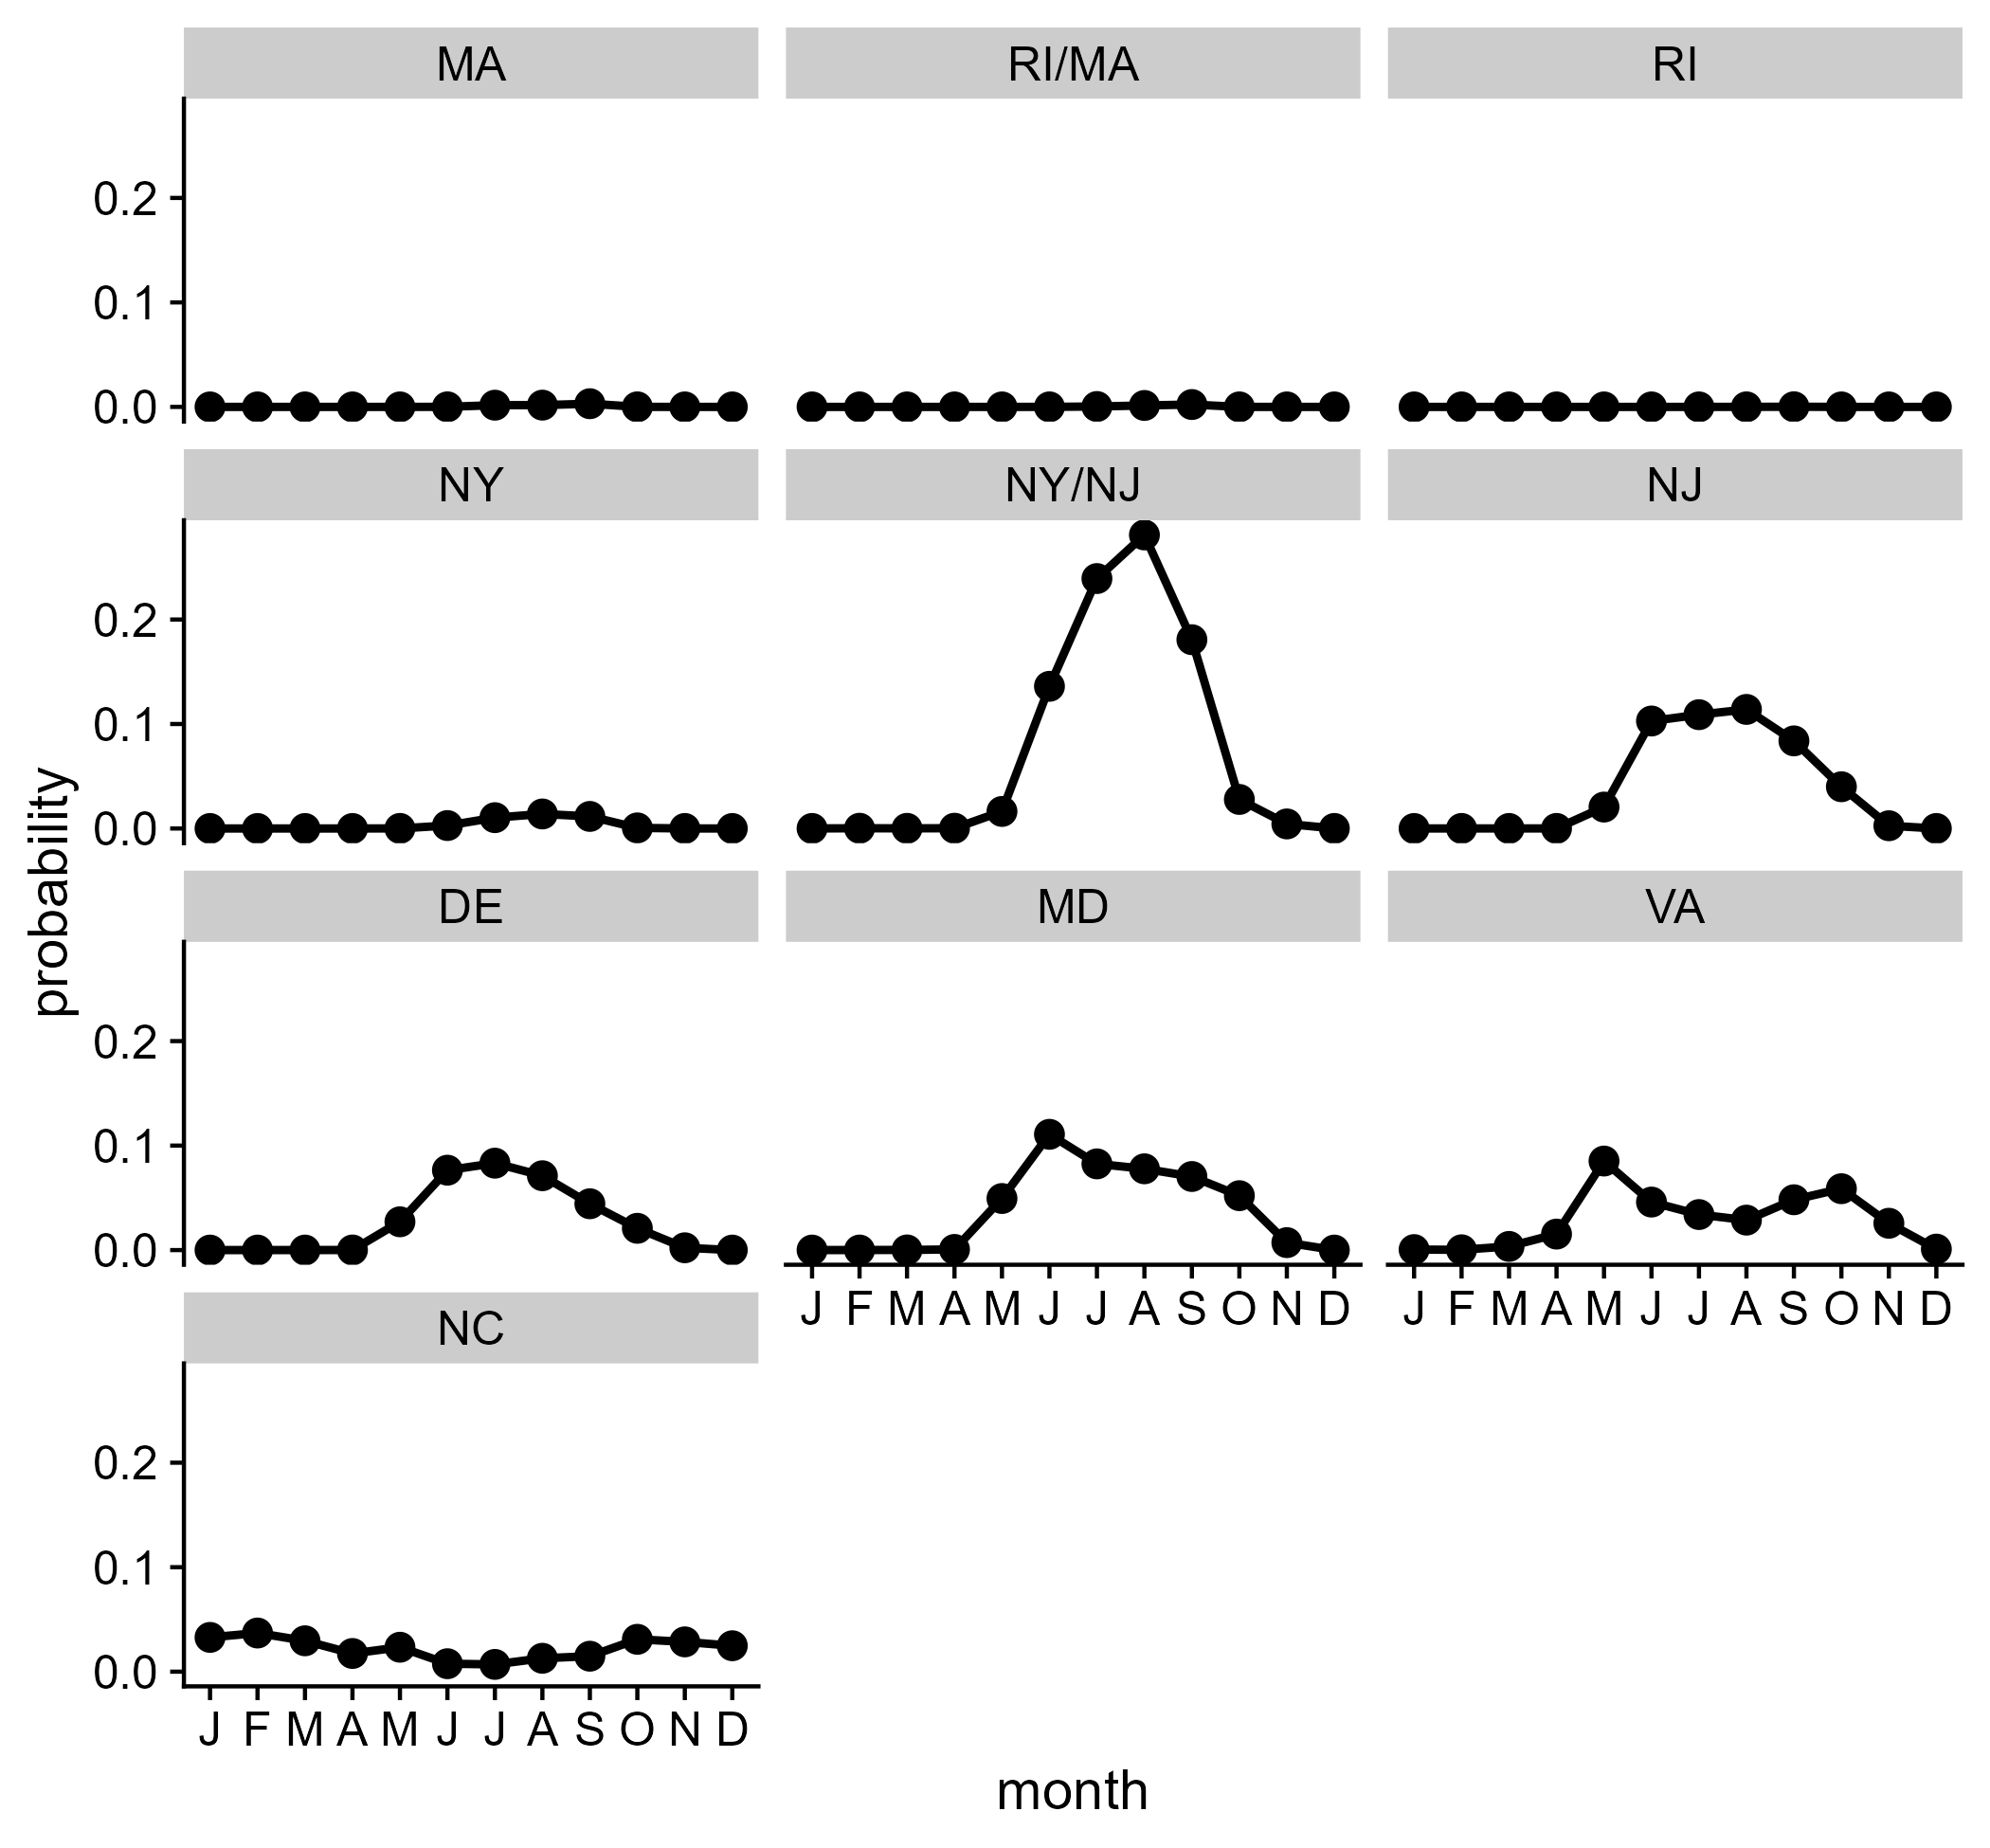 MA RI/MA RI
0.2
0.1
0.0
NY NY/NJ NJ
0.2
0.1
0.0
DE MD VA
0.2
0.1
0.0
J F M A M J J A S O N D J F M A M J J A S O N D
NC
0.2
0.1
0.0
J F M A M J J A S O N D
month
probability